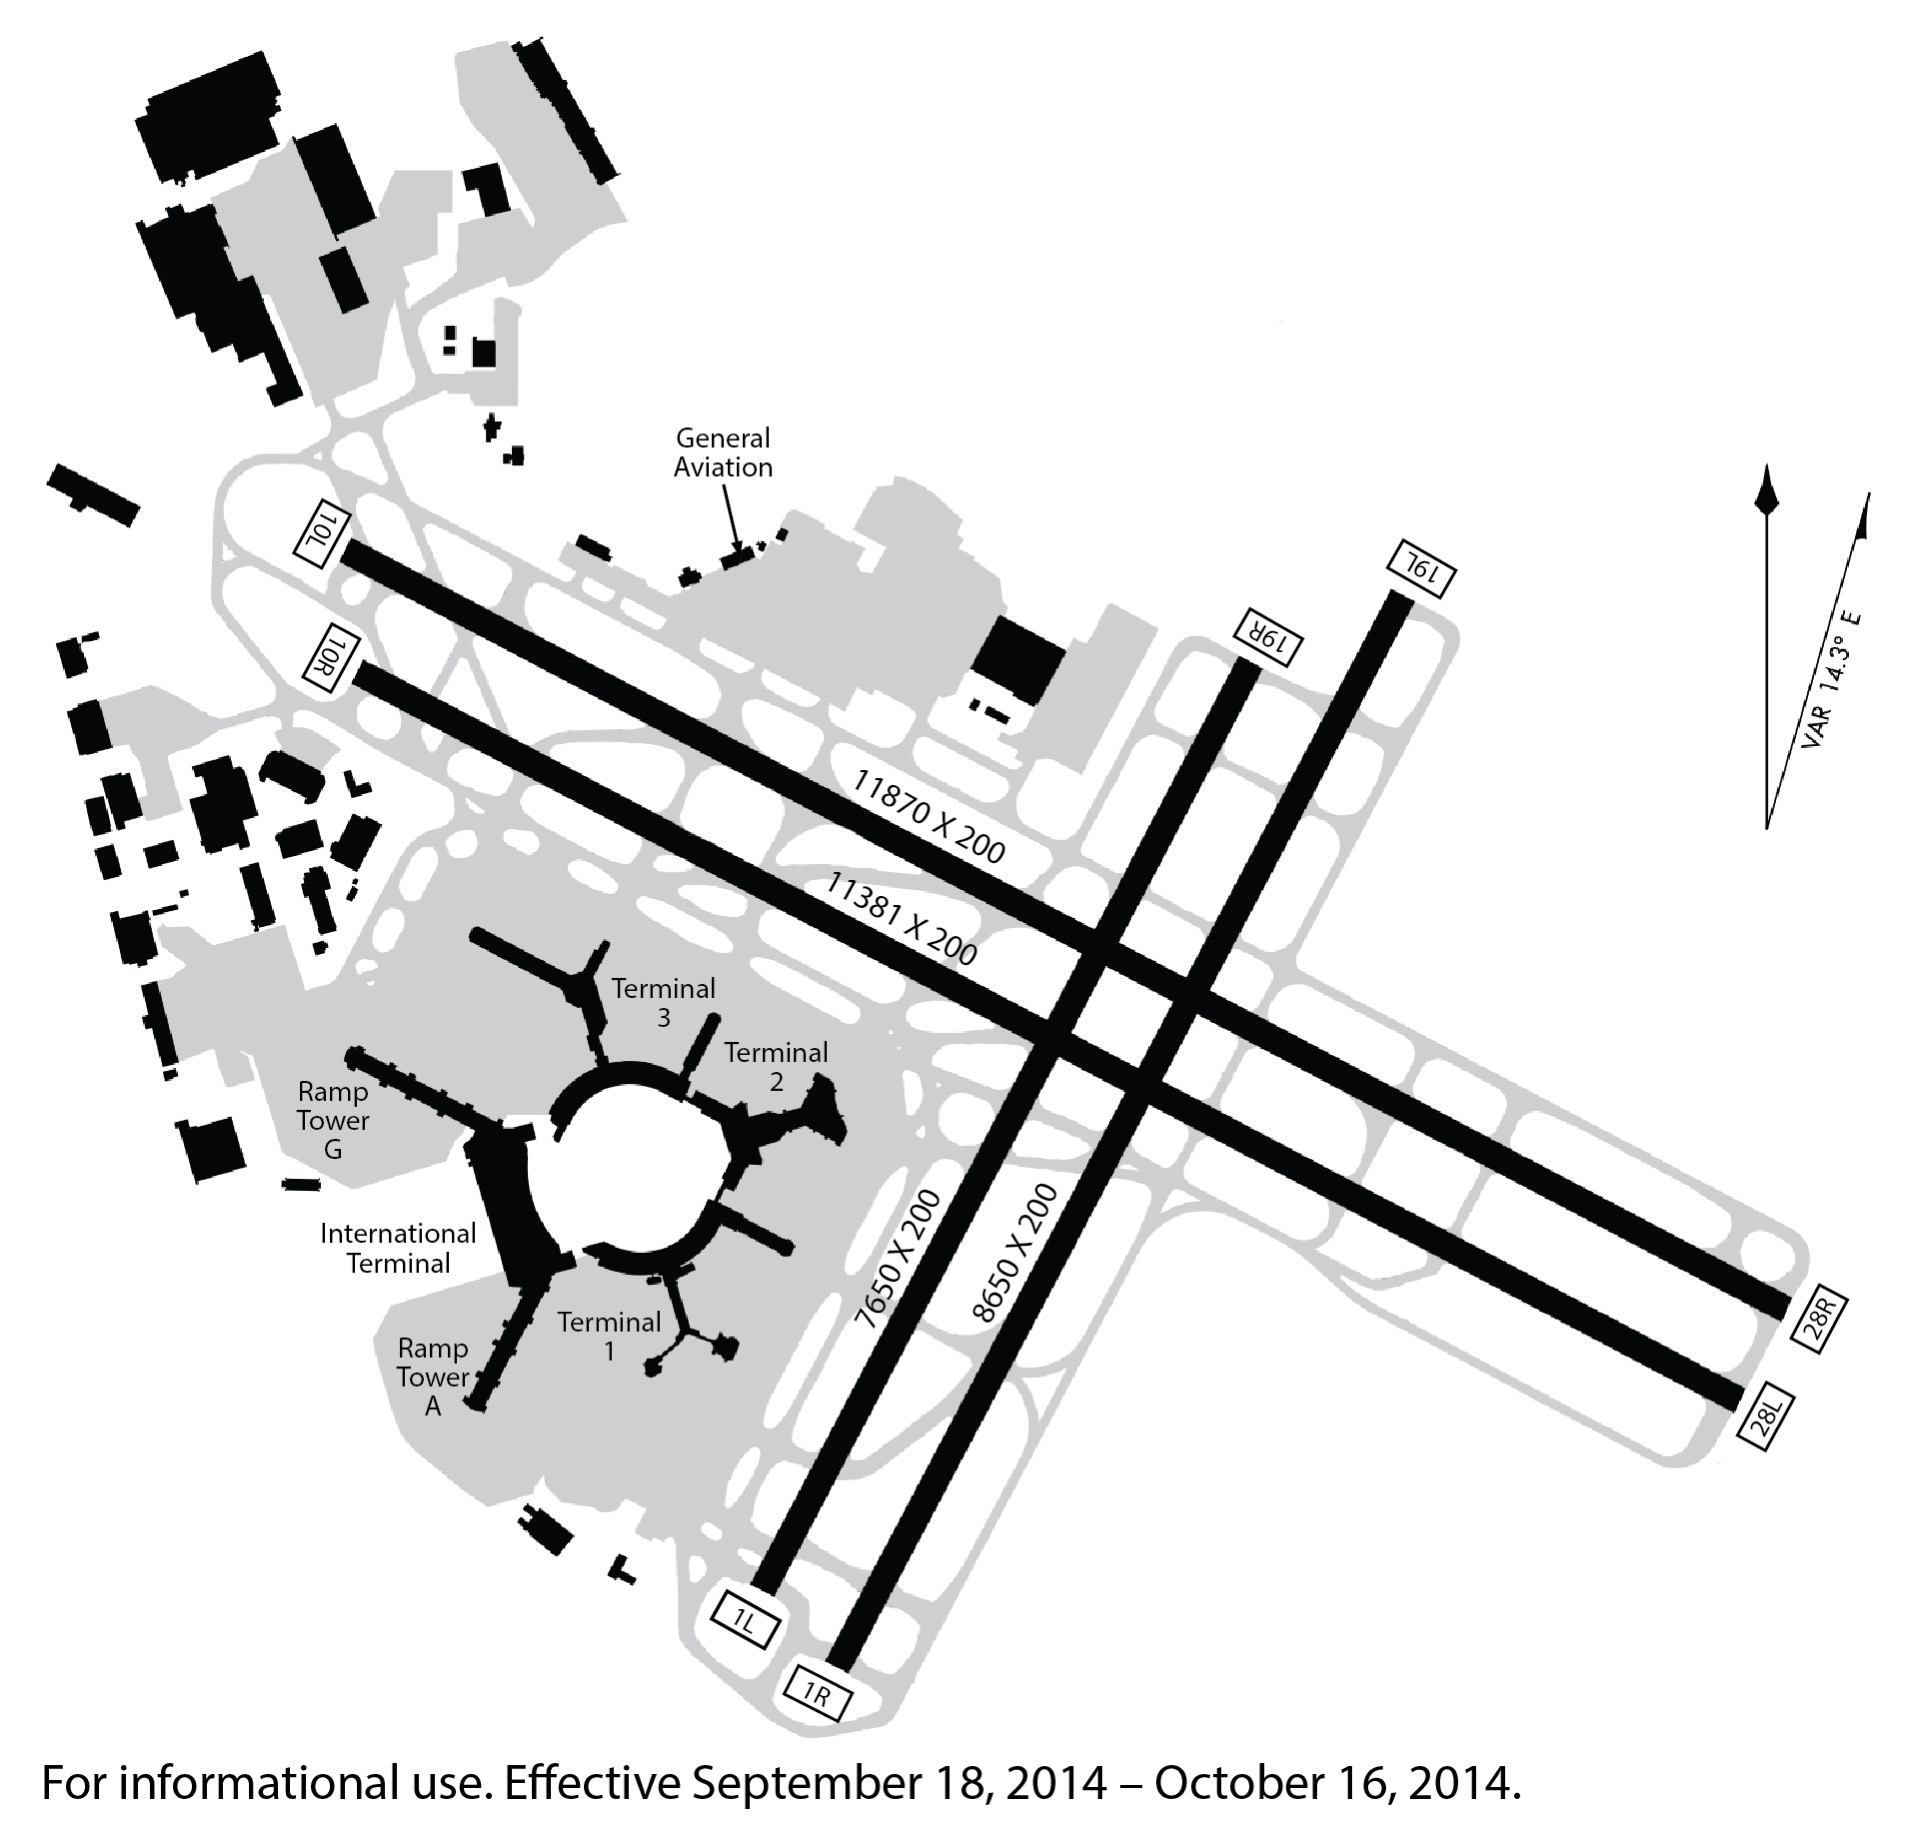 General
Aviation
10L
19L
19R
10R
VAR 14.3° E
11870 X 200
11381 X 200
Terminal
3
Terminal
2
Ramp
Tower
G
International
Terminal
7650 X 200
8650 X 200
Terminal
1
Ramp
Tower
A
28R
28L
1L
1R
For informational use. Effective September 18, 2014 – October 16, 2014.